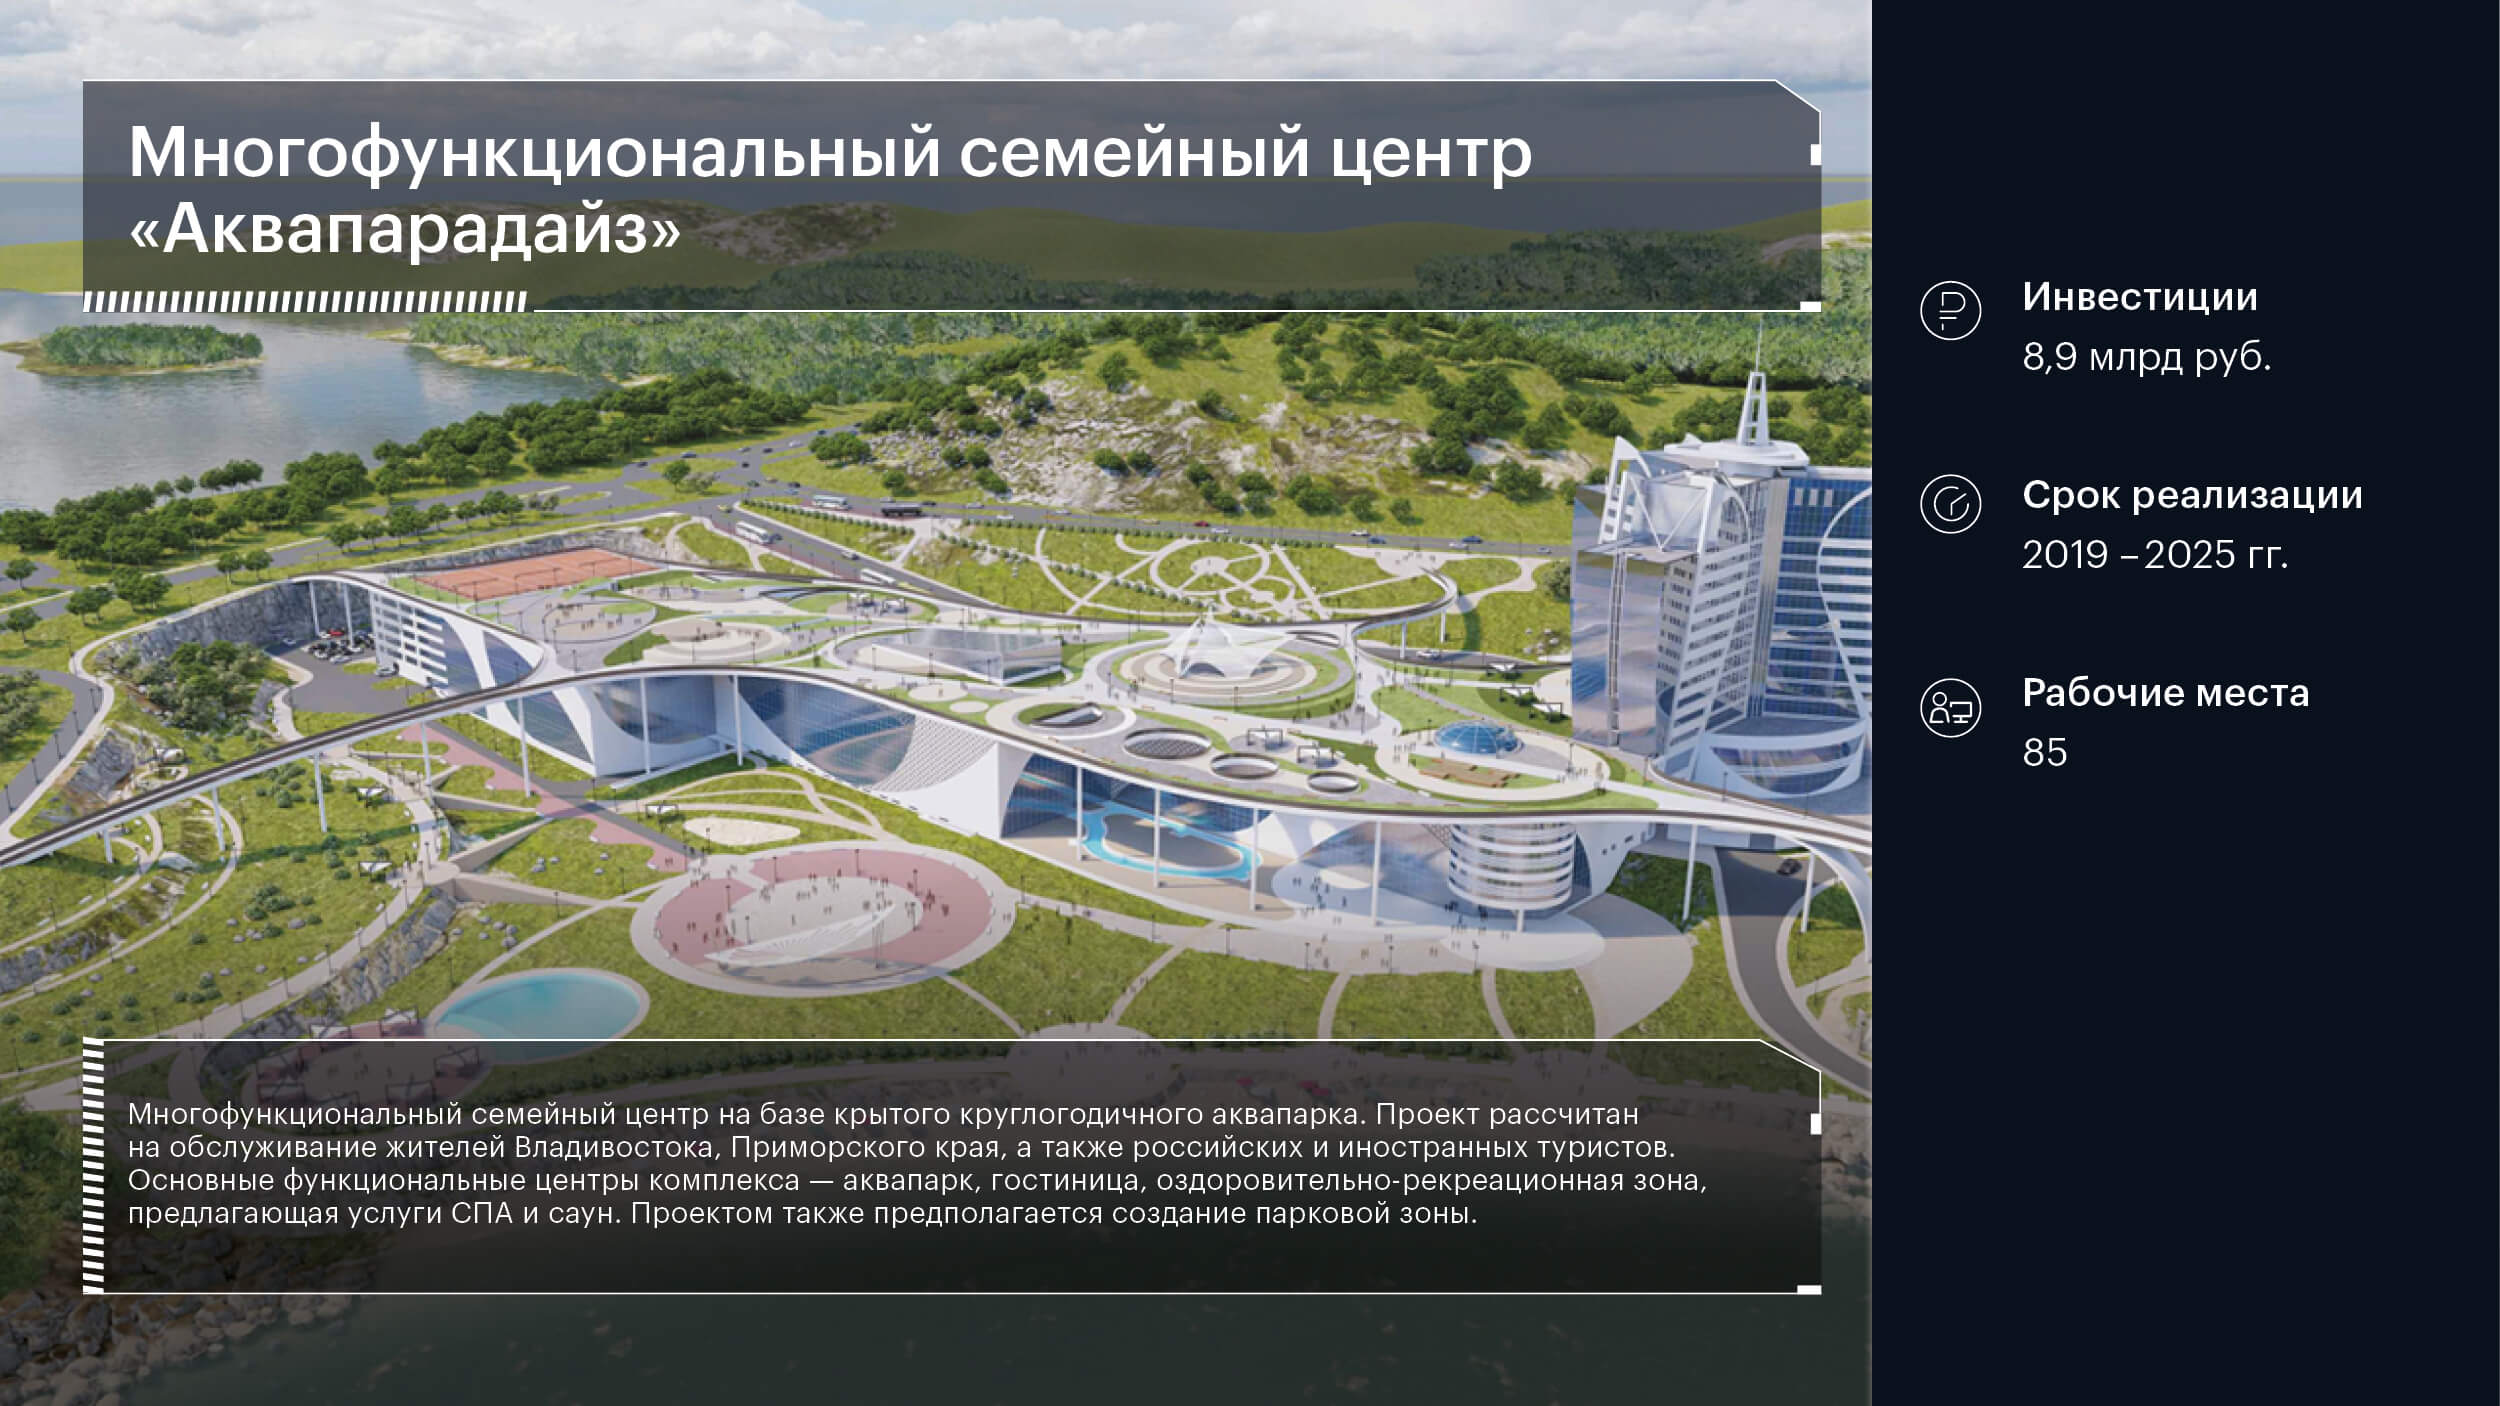 Многофункциональный семейный центр
«Аквапарадайз»
Инвестиции
8,9 млрд руб.
Срок реализации
2019 – 2025 гг.
Рабочие места
85
Многофункциональный семейный центр на базе крытого круглогодичного аквапарка. Проект рассчитан
на обслуживание жителей Владивостока, Приморского края, а также российских и иностранных туристов.
Основные функциональные центры комплекса — аквапарк, гостиница, оздоровительно-рекреационная зона,
предлагающая услуги СПА и саун. Проектом также предполагается создание парковой зоны.